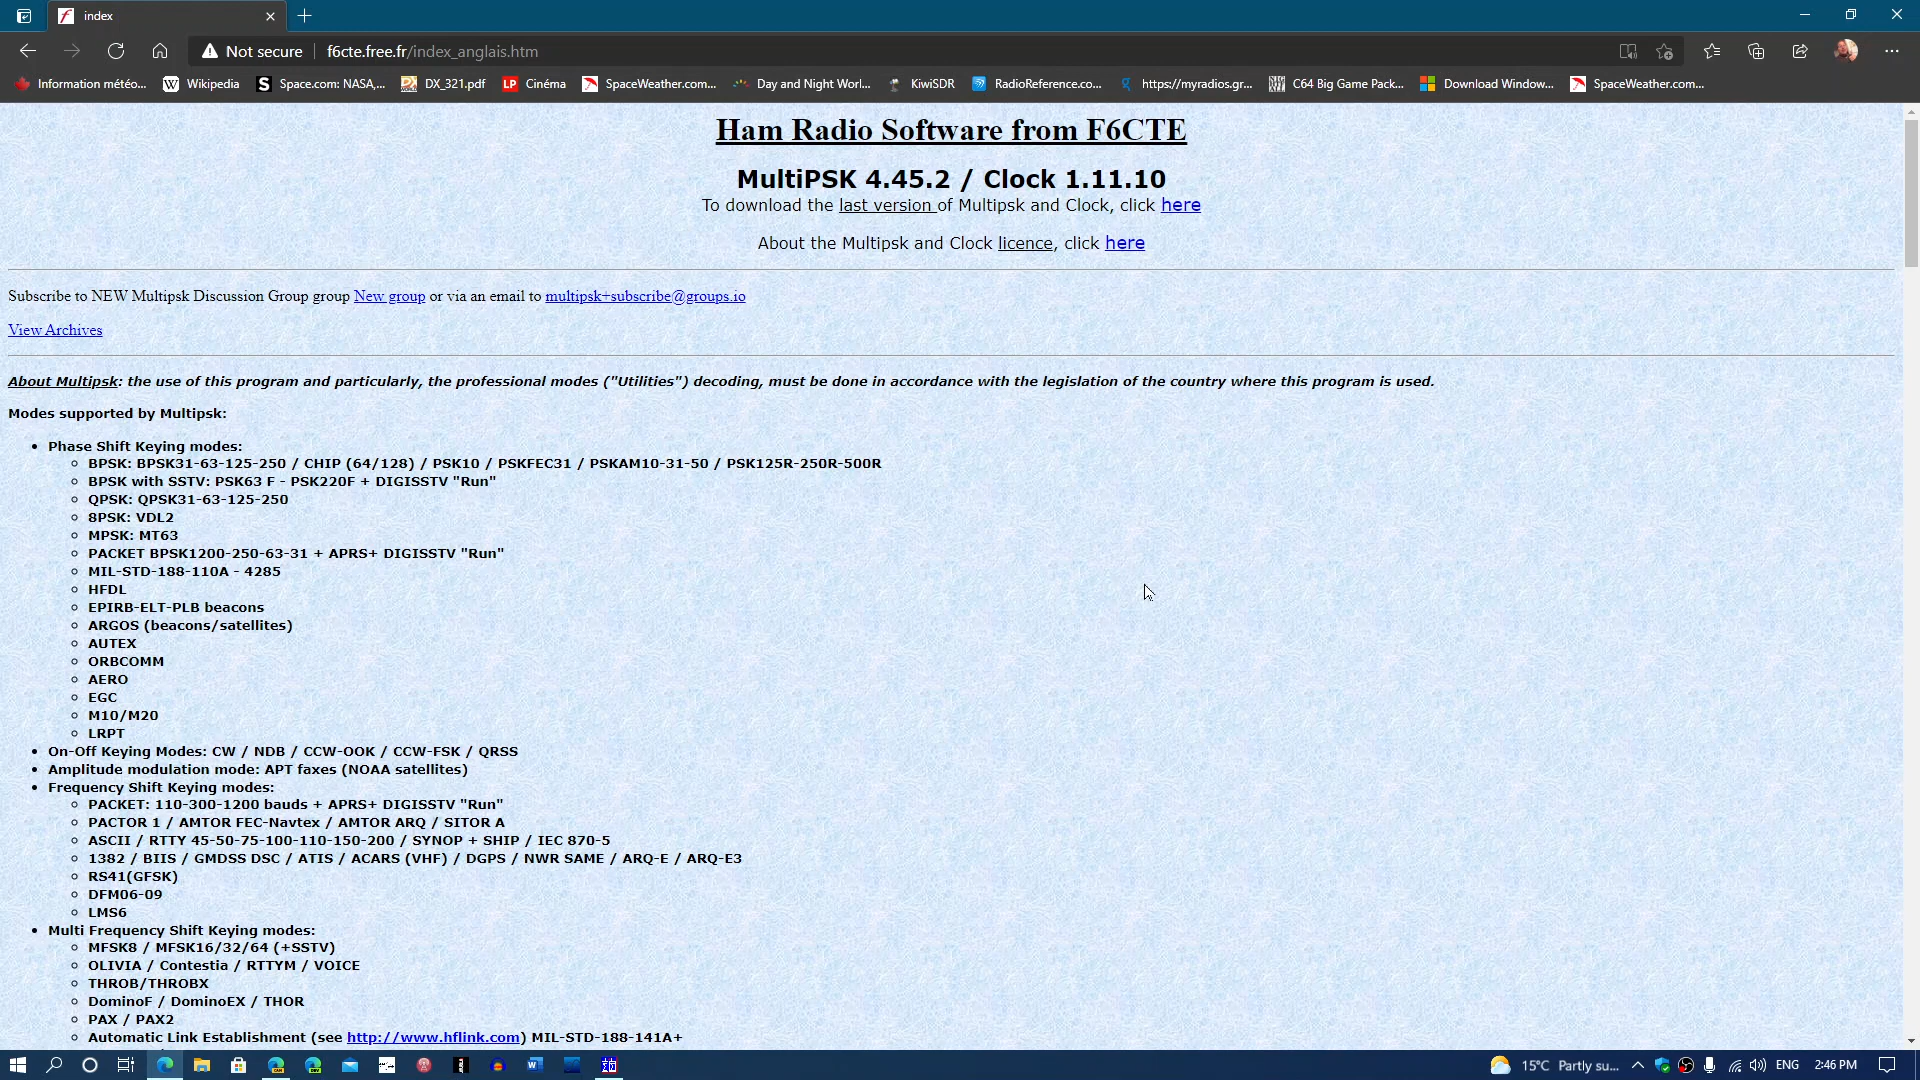 index
Not secure
f6cte.free.fr/index_anglais.htm
Information météo...
Wikipedia
Space.com: NASA,...
DX_321.pdf
LP Cinéma
SpaceWeather.com...
Day and Night Worl...
KiwiSDR
RadioReference.co...
https://myradios.gr...
C64 Big Game Pack...
Download Window...
SpaceWeather.com...
Ham Radio Software from F6CTE
MultiPSK 4.45.2 / Clock 1.11.10
To download the last version of Multipsk and Clock, click here
About the Multipsk and Clock licence, click here
Subscribe to NEW Multipsk Discussion Group group New group or via an email to multipsk+subscribe@groups.io
View Archives
About Multipsk: the use of this program and particularly, the professional modes ("Utilities") decoding, must be done in accordance with the legislation of the country where this program is used.
Modes supported by Multipsk:
Phase Shift Keying modes:
BPSK: BPSK31-63-125-250 / CHIP (64/128) / PSK10 / PSKFEC31 / PSKAM10-31-50 / PSK125R-250R-500R
BPSK with SSTV: PSK63 F - PSK220F + DIGISSTV "Run"
QPSK: QPSK31-63-125-250
8PSK: VDL2
MPSK: MT63
PACKET BPSK1200-250-63-31 + APRS+ DIGISSTV "Run"
MIL-STD-188-110A - 4285
HFDL
EPIRB-ELT-PLB beacons
ARGOS (beacons/satellites)
AUTEX
ORBCOMM
AERO
EGC
M10/M20
LRPT
On-Off Keying Modes: CW / NDB / CCW-OOK / CCW-FSK / QRSS
Amplitude modulation mode: APT faxes (NOAA satellites)
Frequency Shift Keying modes:
PACKET: 110-300-1200 bauds + APRS+ DIGISSTV "Run"
PACTOR 1 / AMTOR FEC-Navtex / AMTOR ARQ / SITOR A
ASCII / RTTY 45-50-75-100-110-150-200 / SYNOP + SHIP / IEC 870-5
1382 / BIIS / GMDSS DSC / ATIS / ACARS (VHF) / DGPS / NWR SAME / ARQ-E / ARQ-E3
RS41(GFSK)
DFM06-09
LMS6
Multi Frequency Shift Keying modes:
MFSK8 / MFSK16/32/64 (+SSTV)
OLIVIA / Contestia / RTTYM / VOICE
THROB/THROBX
DominoF / DominoEX / THOR
PAX / PAX2
Automatic Link Establishment (see http://www.hflink.com) MIL-STD-188-141A+
15°C Partly su...
ENG
2:46 PM